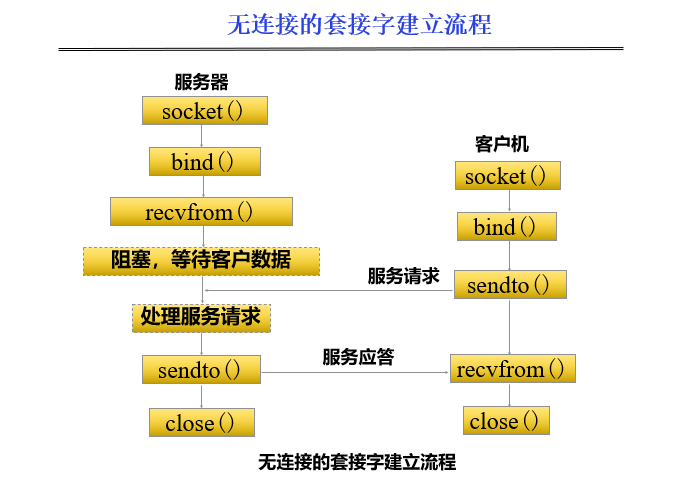 无连接的套接字建立流程
服务器
socket()
bind()
recvfrom()
阻塞，等待客户数据
处理服务请求
sendto()
close()
客户机
socket()
bind()
服务请求
sendto()
服务应答
recvfrom()
close()
无连接的套接字建立流程